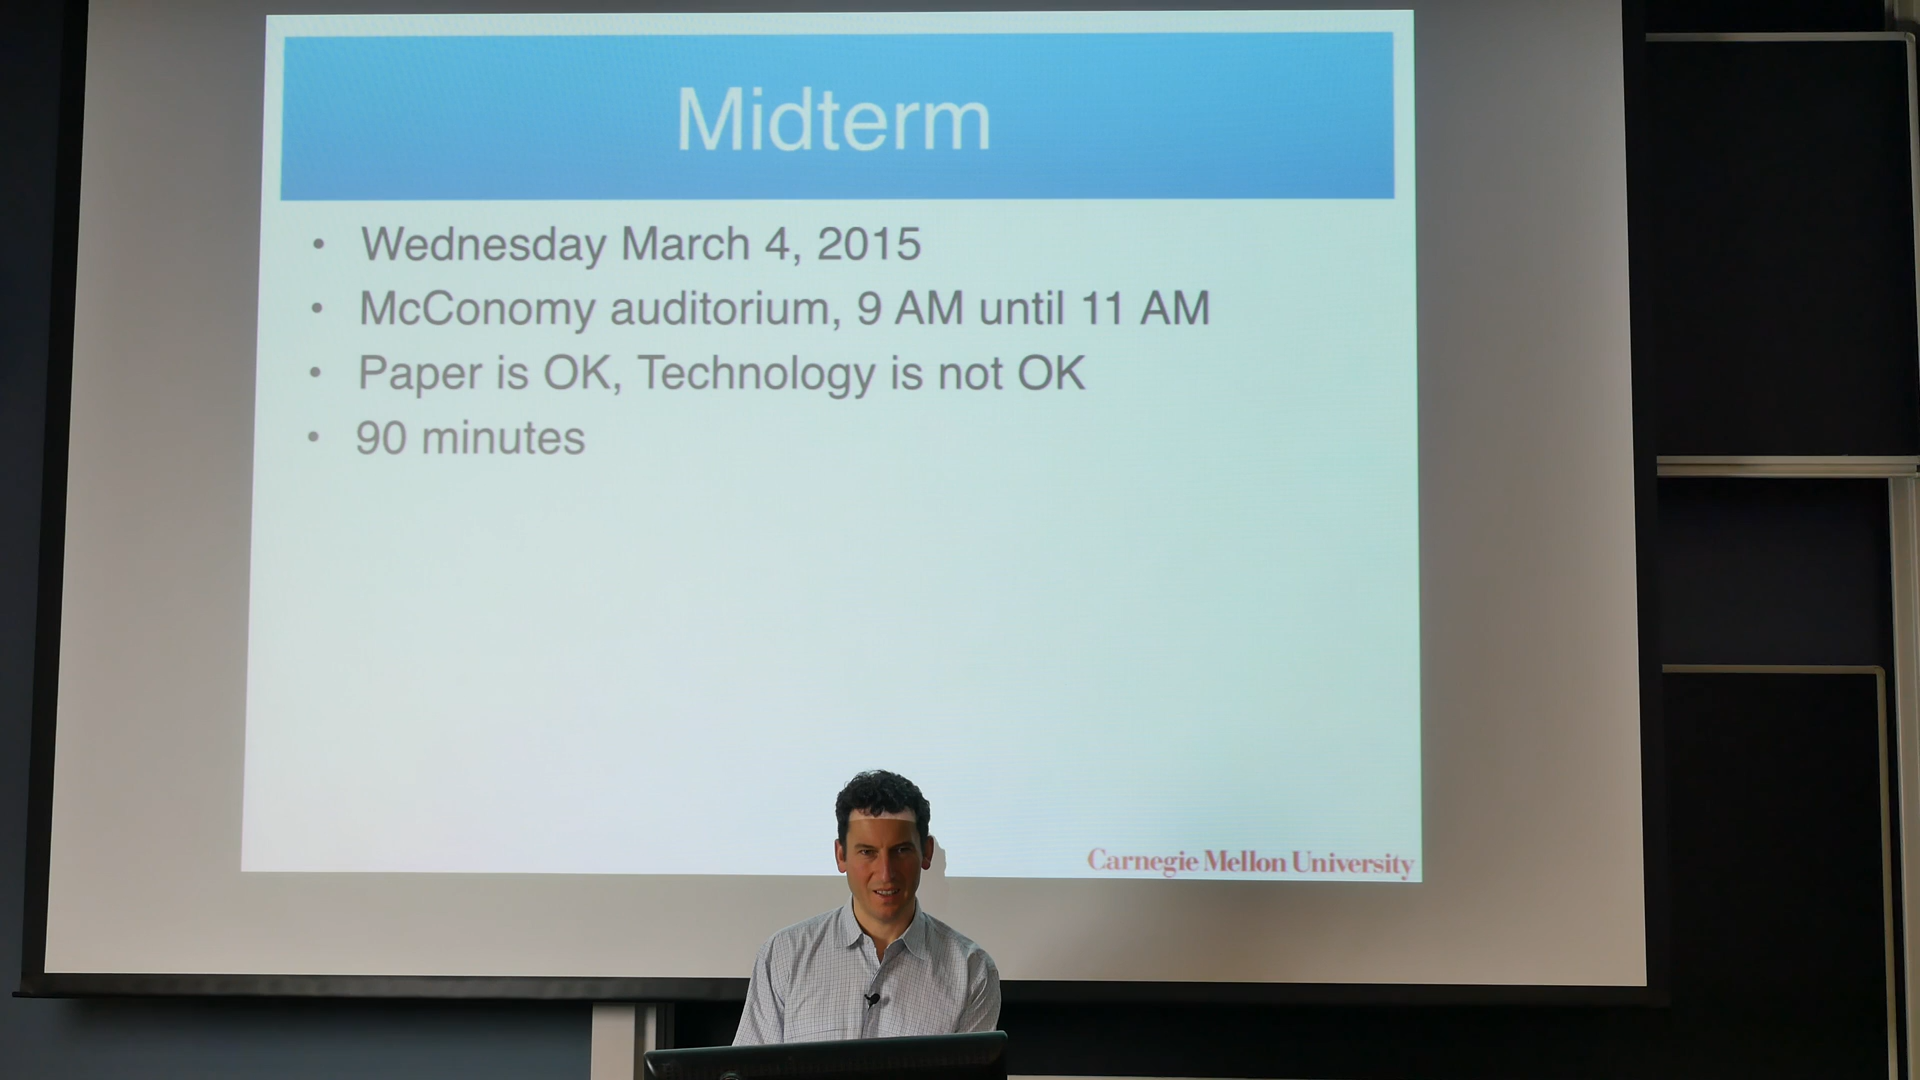 Midterm
• Wednesday March 4, 2015
• McConomy auditorium, 9 AM until 11 AM
• Paper is OK, Technology is not OK
• 90 minutes
Carnegie Mellon University